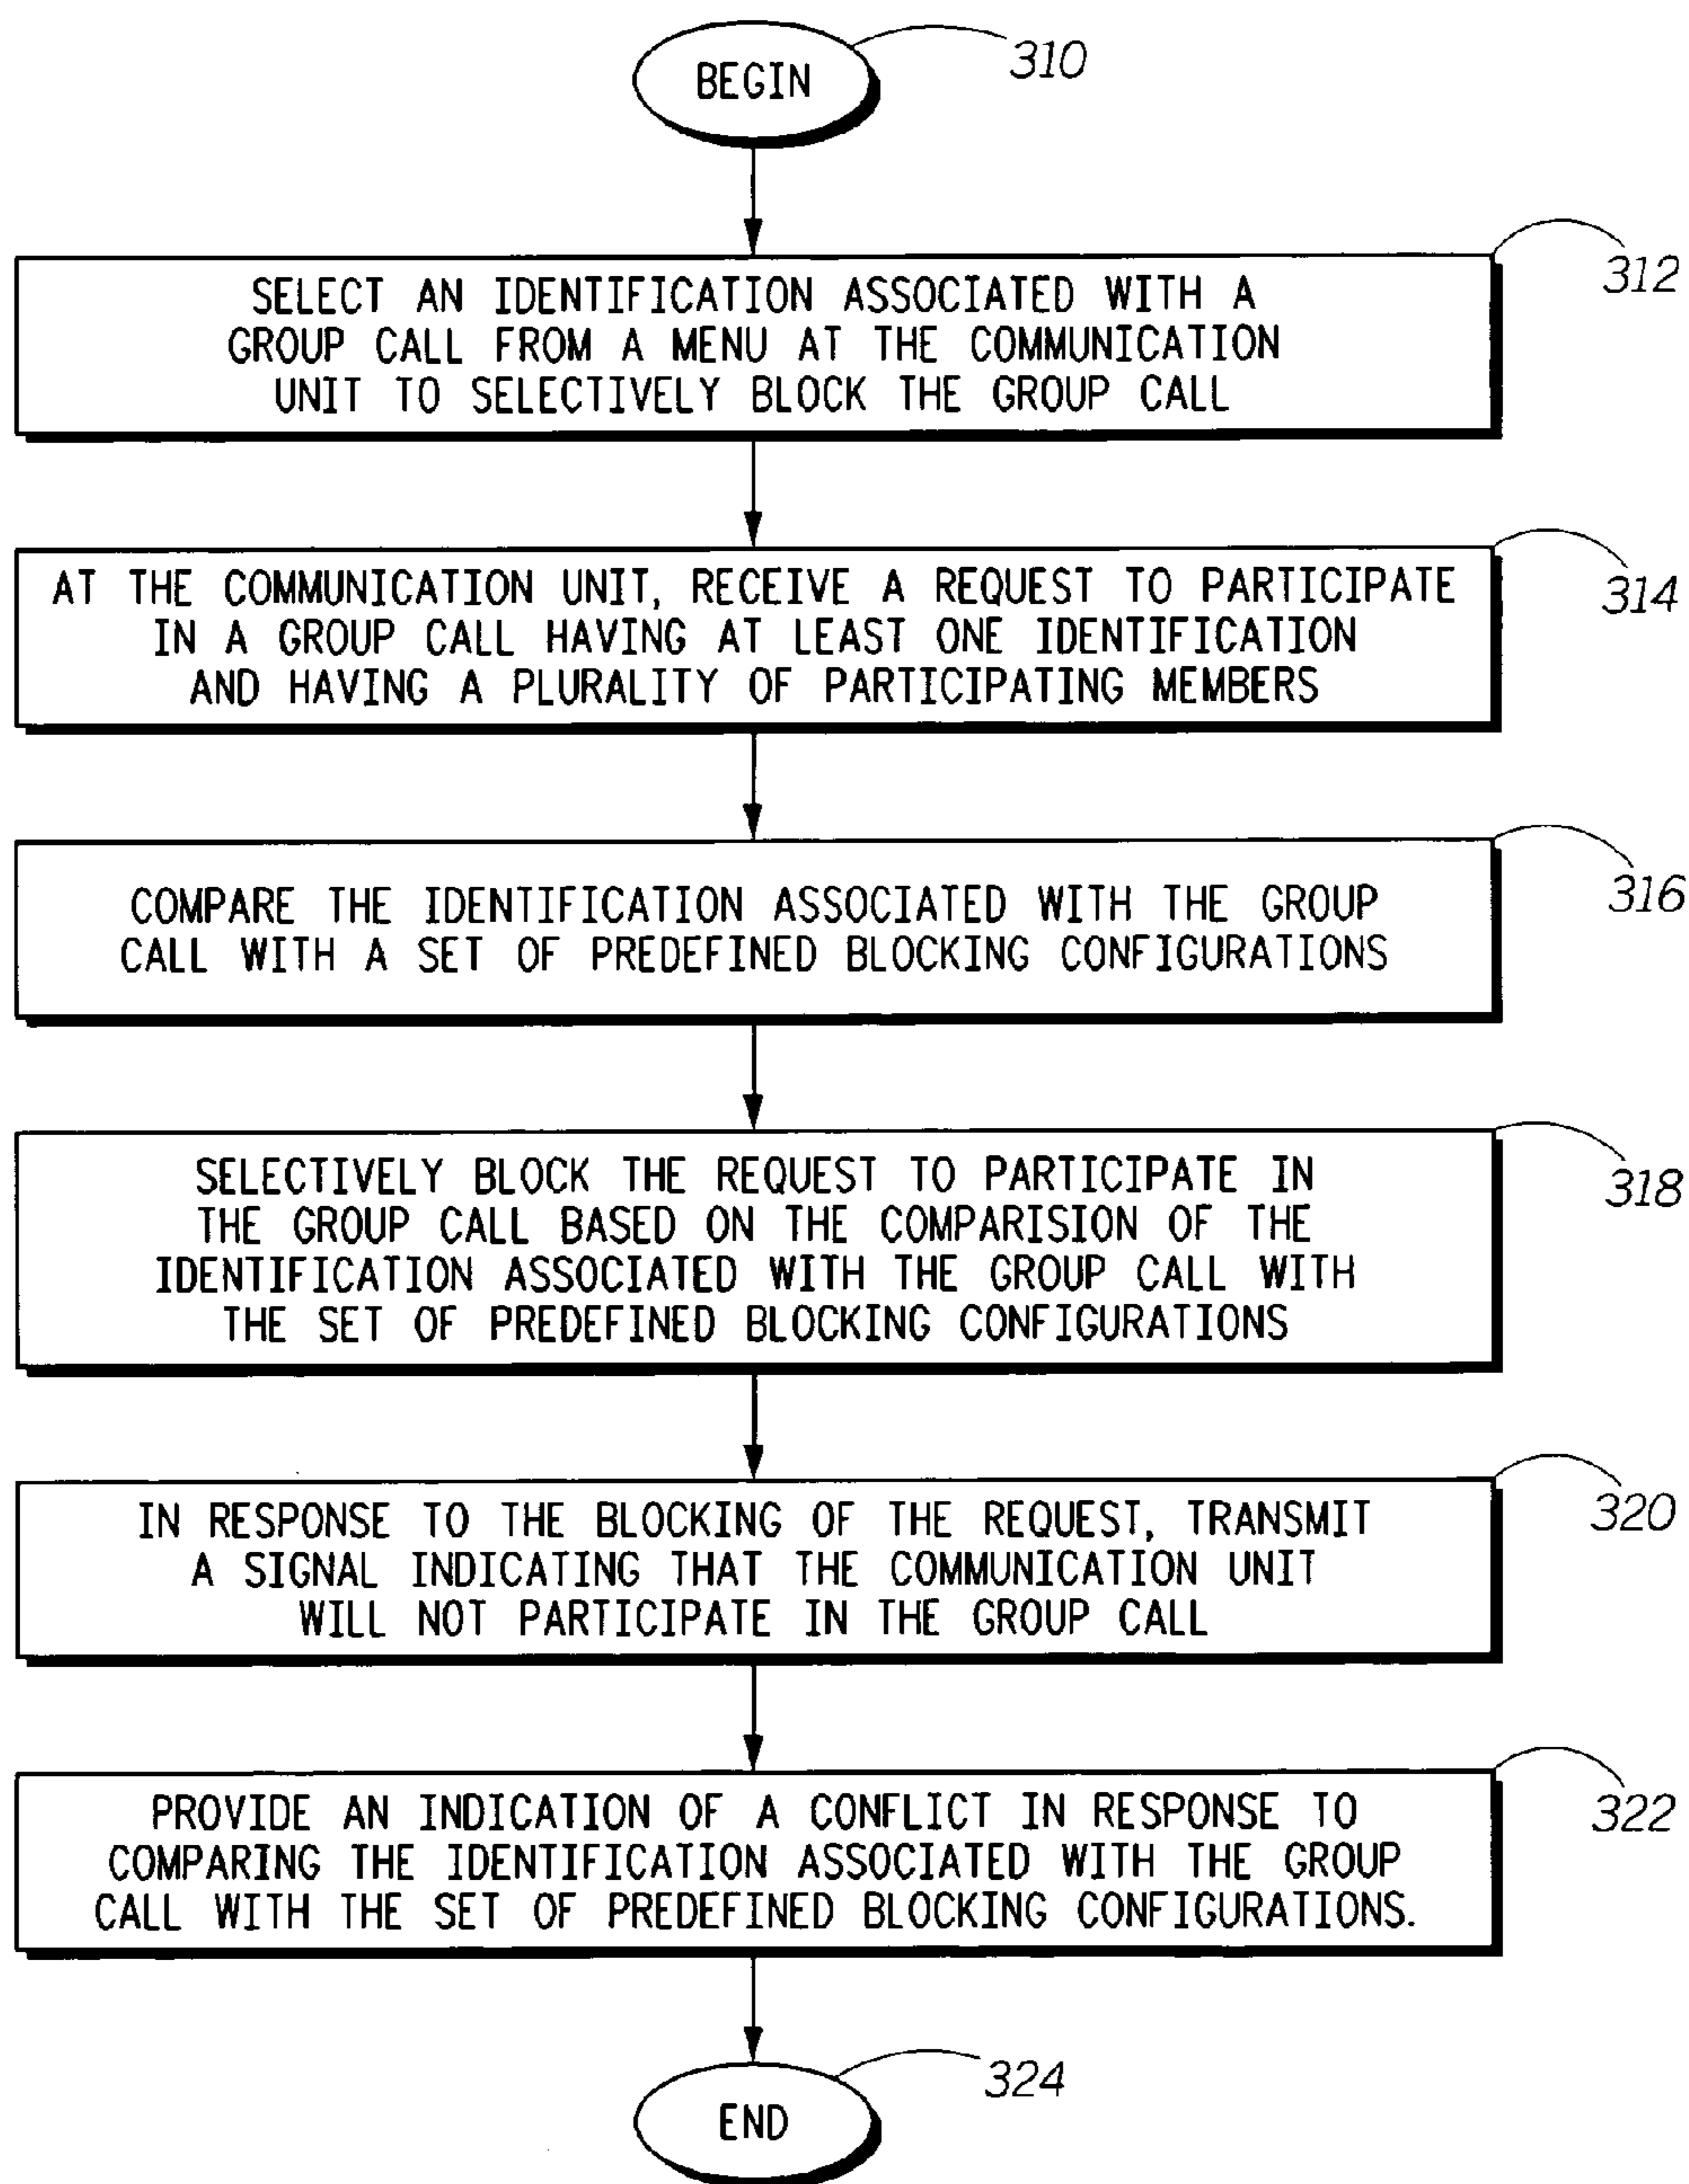 BEGIN
310
312
SELECT AN IDENTIFICATION ASSOCIATED WITH A
GROUP CALL FROM A MENU AT THE COMMUNICATION
UNIT TO SELECTIVELY BLOCK THE GROUP CALL
314
AT THE COMMUNICATION UNIT, RECEIVE A REQUEST TO PARTICIPATE
IN A GROUP CALL HAVING AT LEAST ONE IDENTIFICATION
AND HAVING A PLURALITY OF PARTICIPATING MEMBERS
316
COMPARE THE IDENTIFICATION ASSOCIATED WITH THE GROUP
CALL WITH A SET OF PREDEFINED BLOCKING CONFIGURATIONS
318
SELECTIVELY BLOCK THE REQUEST TO PARTICIPATE IN
THE GROUP CALL BASED ON THE COMPARISION OF THE
IDENTIFICATION ASSOCIATED WITH THE GROUP CALL WITH
THE SET OF PREDEFINED BLOCKING CONFIGURATIONS
320
IN RESPONSE TO THE BLOCKING OF THE REQUEST, TRANSMIT
A SIGNAL INDICATING THAT THE COMMUNICATION UNIT
WILL NOT PARTICIPATE IN THE GROUP CALL
322
PROVIDE AN INDICATION OF A CONFLICT IN RESPONSE TO
COMPARING THE IDENTIFICATION ASSOCIATED WITH THE GROUP
CALL WITH THE SET OF PREDEFINED BLOCKING CONFIGURATIONS.
324
END